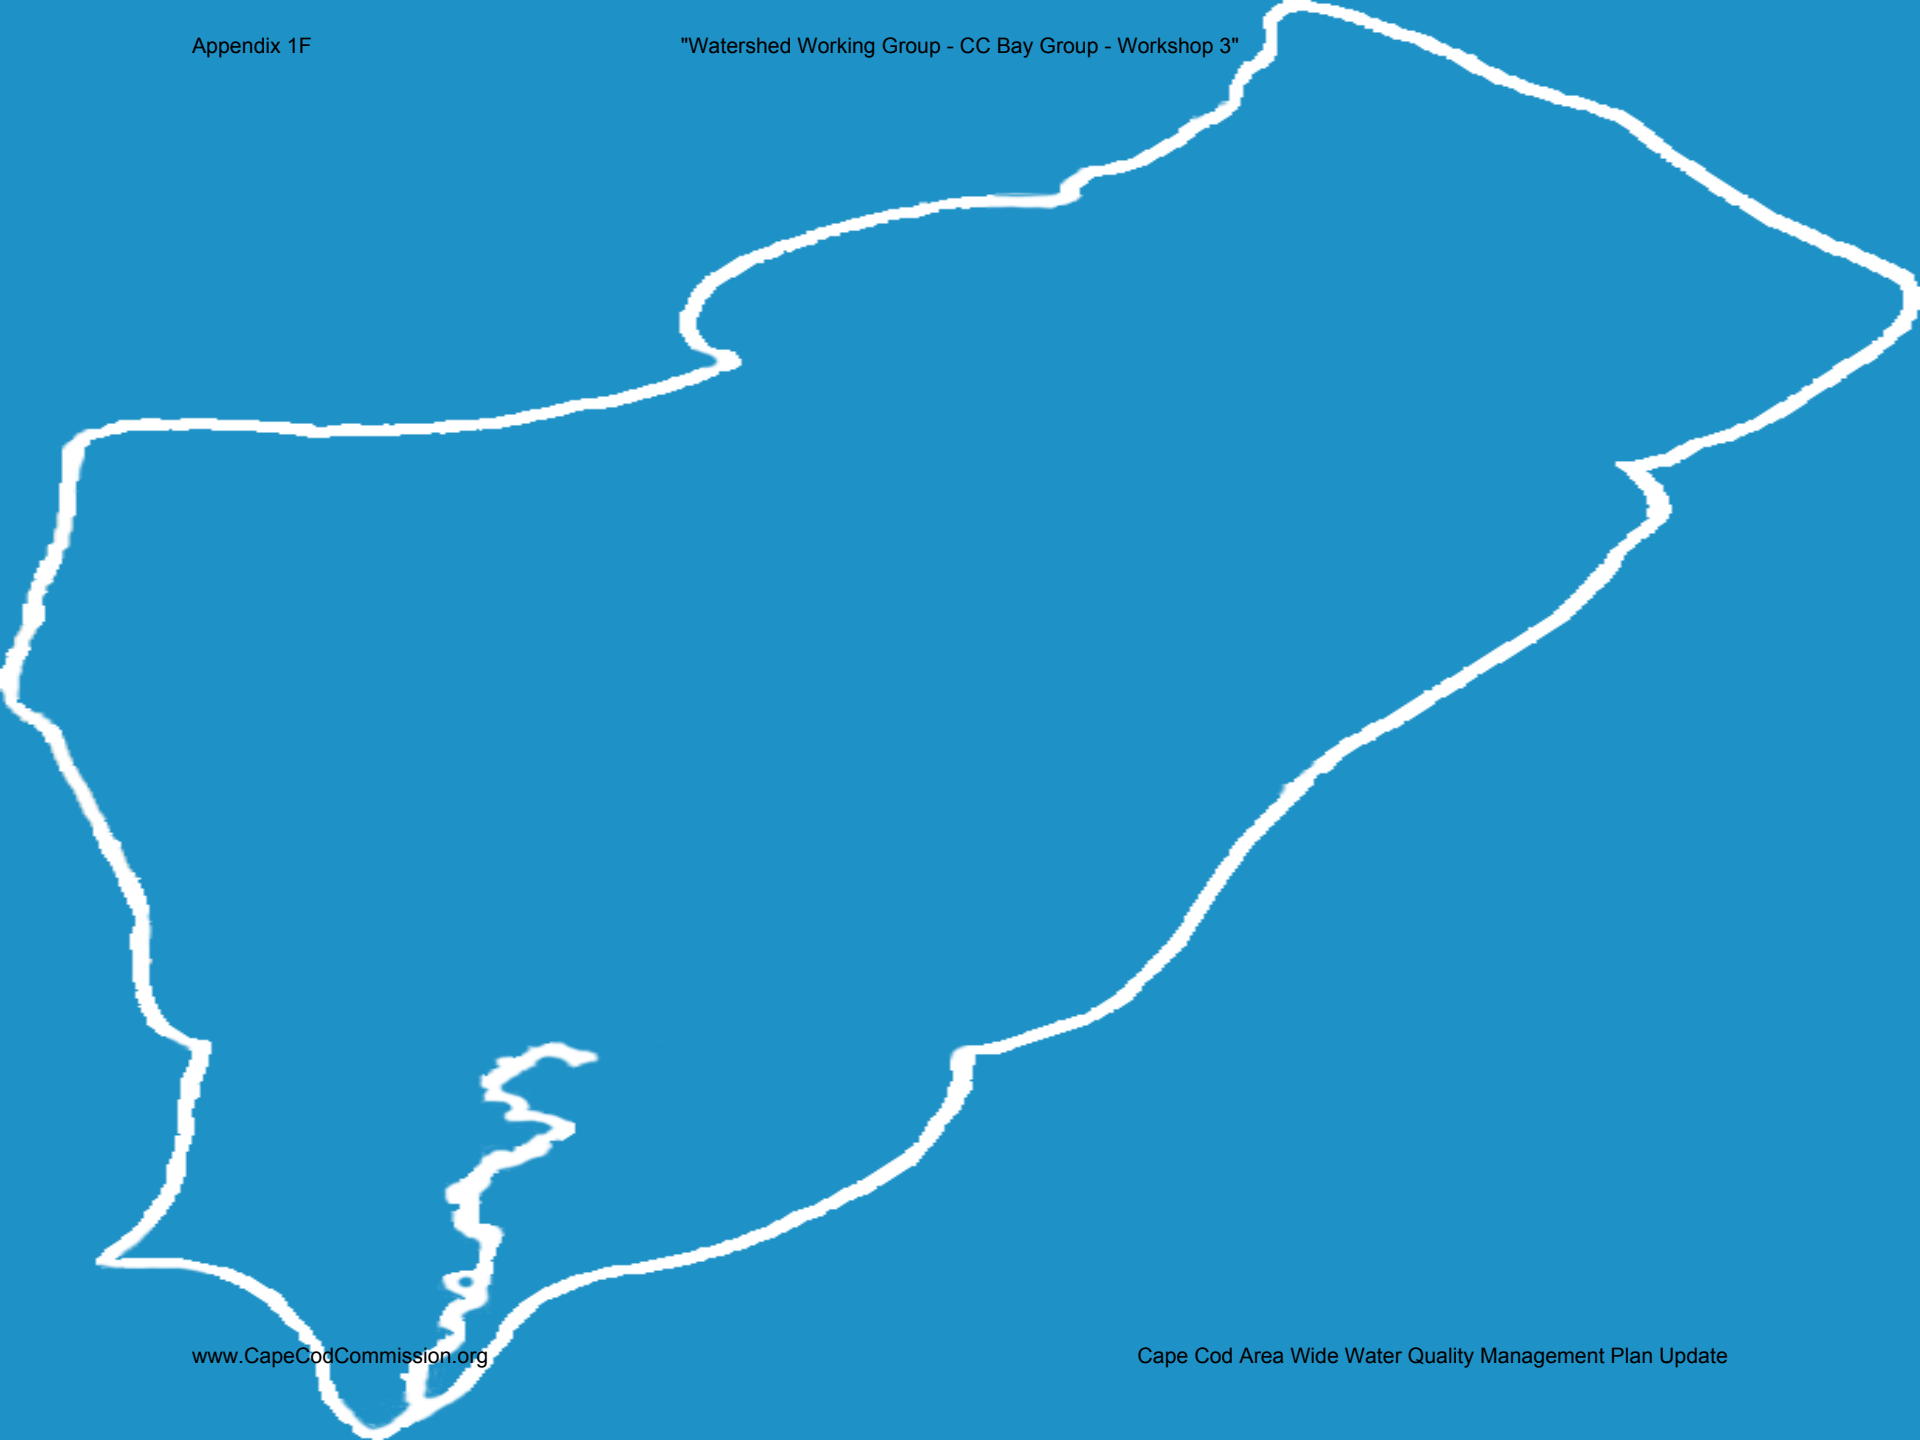 Appendix 1F
"Watershed Working Group - CC Bay Group - Workshop 3"
www.CapeCodCommission.org
Cape Cod Area Wide Water Quality Management Plan Update